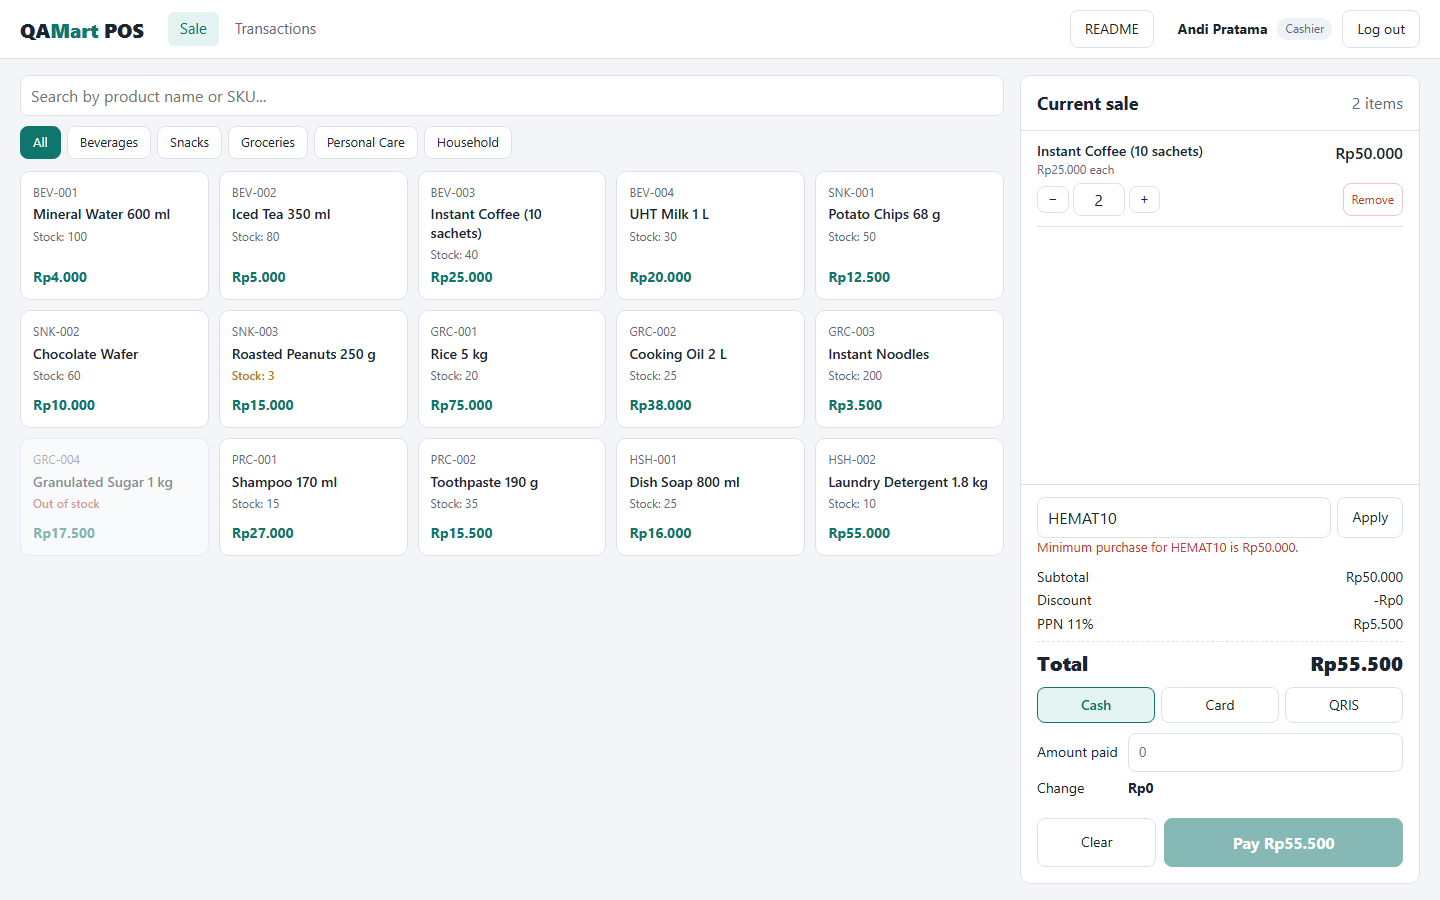 QAMart POS
Sale
Transactions
README
Andi Pratama
Cashier
Log out
Search by product name or SKU...
All
Beverages
Snacks
Groceries
Personal Care
Household
BEV-001
Mineral Water 600 ml
Stock: 100
Rp4.000
BEV-002
Iced Tea 350 ml
Stock: 80
Rp5.000
BEV-003
Instant Coffee (10
sachets)
Stock: 40
Rp25.000
BEV-004
UHT Milk 1 L
Stock: 30
Rp20.000
SNK-001
Potato Chips 68 g
Stock: 50
Rp12.500
SNK-002
Chocolate Wafer
Stock: 60
Rp10.000
SNK-003
Roasted Peanuts 250 g
Stock: 3
Rp15.000
GRC-001
Rice 5 kg
Stock: 20
Rp75.000
GRC-002
Cooking Oil 2 L
Stock: 25
Rp38.000
GRC-003
Instant Noodles
Stock: 200
Rp3.500
GRC-004
Granulated Sugar 1 kg
Out of stock
Rp17.500
PRC-001
Shampoo 170 ml
Stock: 15
Rp27.000
PRC-002
Toothpaste 190 g
Stock: 35
Rp15.500
HSH-001
Dish Soap 800 ml
Stock: 25
Rp16.000
HSH-002
Laundry Detergent 1.8 kg
Stock: 10
Rp55.000
Current sale
2 items
Instant Coffee (10 sachets)
Rp50.000
Rp25.000 each
− 2 +
Remove
HEMAT10
Apply
Minimum purchase for HEMAT10 is Rp50.000.
Subtotal Rp50.000
Discount -Rp0
PPN 11% Rp5.500
Total Rp55.500
Cash
Card
QRIS
Amount paid 0
Change Rp0
Clear
Pay Rp55.500